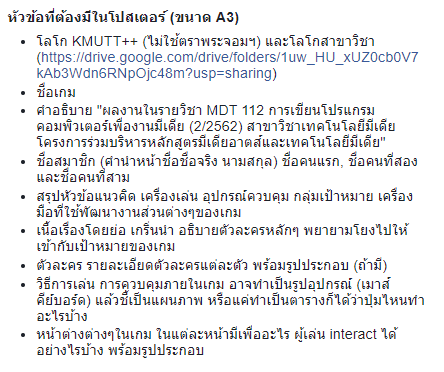 หัวข้อที่ต้องมีในโปสเตอร์ (ขนาด A3)
โลโก KMUTT++ (ไม่ใช้ตราพระจอมฯ) และโลโกสาขาวิชา
(https://drive.google.com/drive/folders/1uw_HU_xUZ0cb0V7
kAb3Wdn6RNpOjc48m?usp=sharing)
ชื่อเกม
คำอธิบาย "ผลงานในรายวิชา MDT 112 การเขียนโปรแกรม
คอมพิวเตอร์เพื่องานมีเดีย (2/2562) สาขาวิชาเทคโนโลยีมีเดีย
โครงการร่วมบริหารหลักสูตรมีเดียอาตส์และเทคโนโลยีมีเดีย"
ชื่อสมาชิก (คำนำหน้าชื่อชื่อจริง นามสกุล) ชื่อคนแรก, ชื่อคนที่สอง
และชื่อคนที่สาม
สรุปหัวข้อแนวคิด เครื่องเล่น อุปกรณ์ควบคุม กลุ่มเป้าหมาย เครื่อง
มือที่ใช้พัฒนางานส่วนต่างๆของเกม
เนื้อเรื่องโดยย่อ เกริ่นนำ อธิบายตัวละครหลักๆ พยายามโยงไปให้
เข้ากับเป้าหมายของเกม
ตัวละคร รายละเอียดตัวละครแต่ละตัว พร้อมรูปประกอบ (ถ้ามี)
วิธีการเล่น การควบคุมภายในเกม อาจทำเป็นรูปอุปกรณ์ (เมาส์
คีย์บอร์ด) แล้วชี้เป็นแผนภาพ หรือแค่ทำเป็นตารางก็ได้ว่าปุ่มไหนทำ
อะไรบ้าง
หน้าต่างต่างๆในเกม ในแต่ละหน้ามีเพื่ออะไร ผู้เล่น interact ได้
อย่างไรบ้าง พร้อมรูปประกอบ